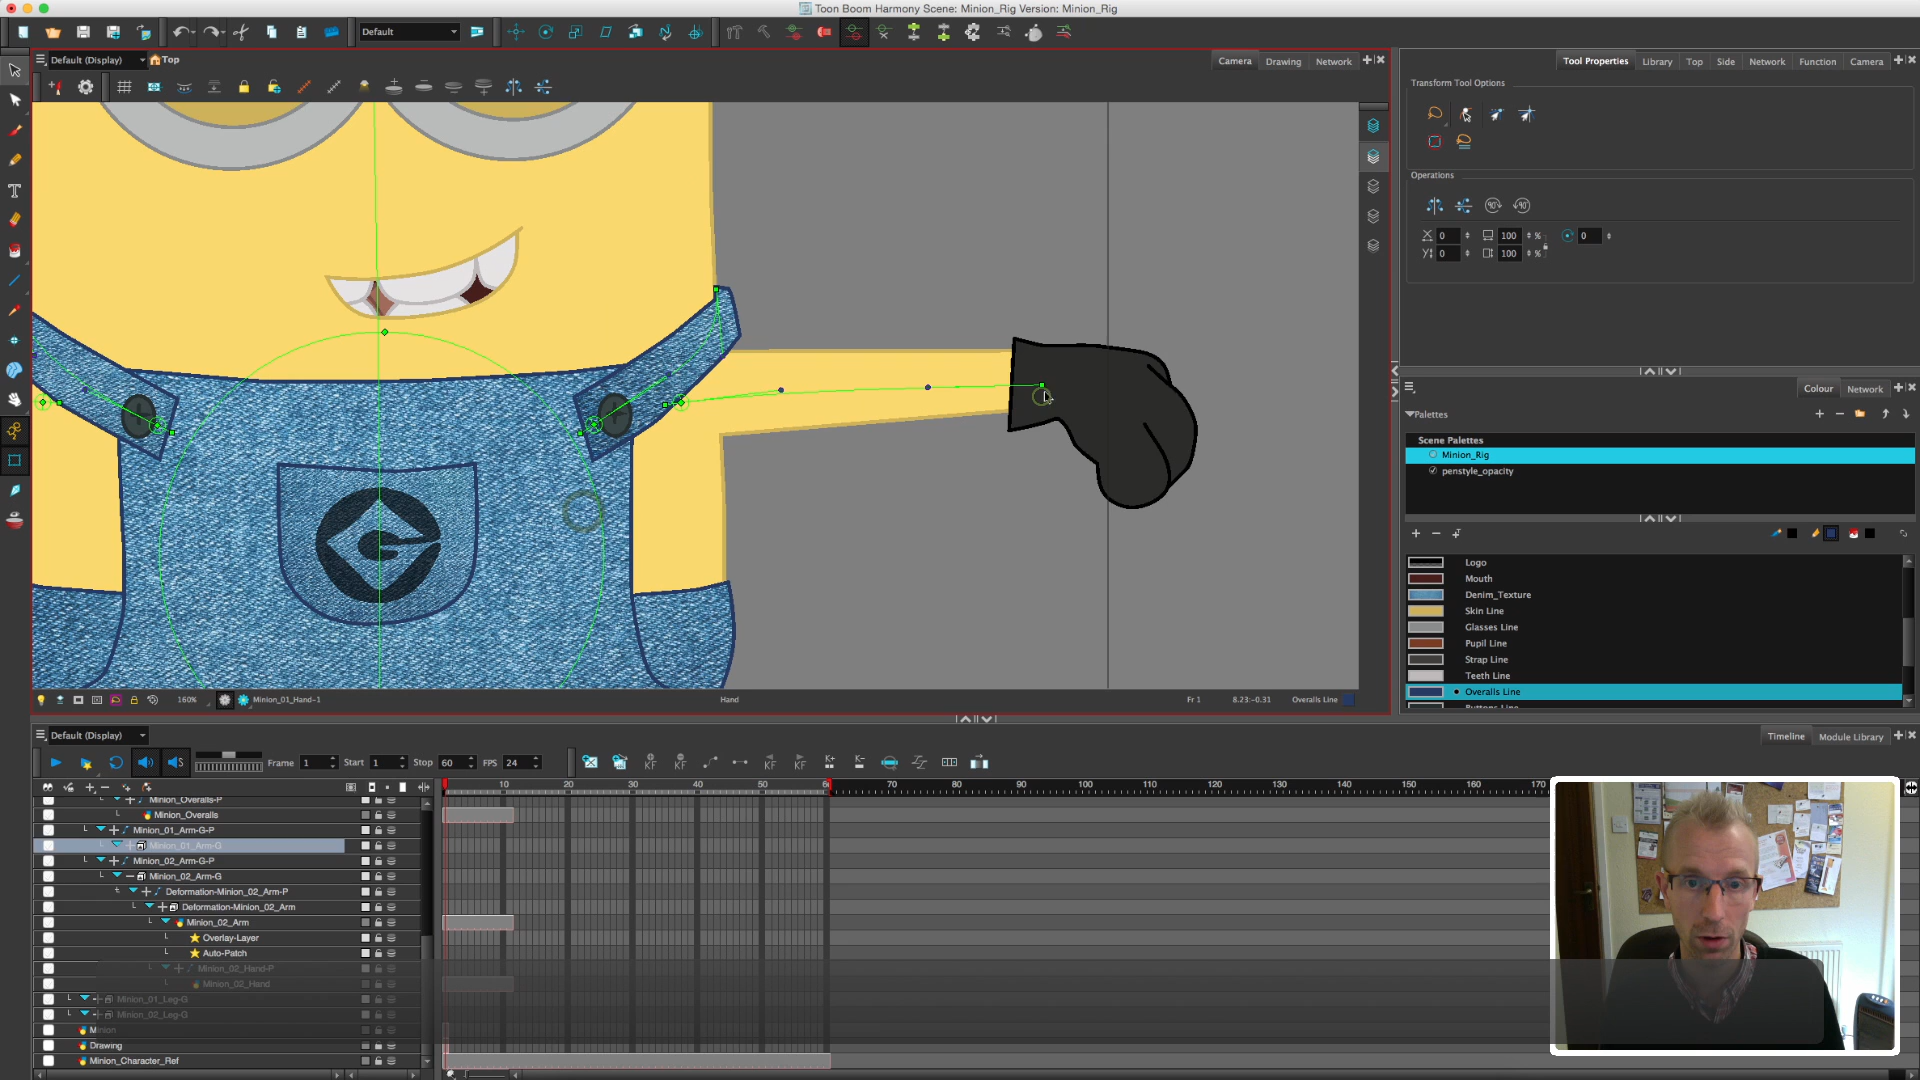 Toon Boom Harmony Scene: Minion_Rig Version: Minion_Rig
Default
Default (Display)
Top
Camera
Drawing
Network
Tool Properties
Library
Top
Side
Network
Function
Camera
Transform Tool Options
Operations
X 0
100 %
0
Y 0
100 %
Colour
Network
Palettes
Scene Palettes
Minion_Rig
penstyle_opacity
Logo
Mouth
Denim_Texture
Skin Line
Glasses Line
Pupil Line
Strap Line
Teeth Line
Overalls Line
160%
Minion_01_Hand-1
Hand
Fr 1
8.23:-0.31
Overalls Line
Default (Display)
Timeline
Module Library
Frame 1 Start 1 Stop 60 FPS 24
10 20 30 40 50 70 80 90 100 110 120 130 140 150 160 170
Minion_Overalls-P
Minion_Overalls
Minion_01_Arm-G-P
Minion_01_Arm-G
Minion_02_Arm-G-P
Minion_02_Arm-G
Deformation-Minion_02_Arm-P
Deformation-Minion_02_Arm
Minion_02_Arm
Overlay-Layer
Auto-Patch
Minion_02_Hand-P
Minion_02_Hand
Minion_01_Leg-G
Minion_02_Leg-G
Minion
Drawing
Minion_Character_Ref